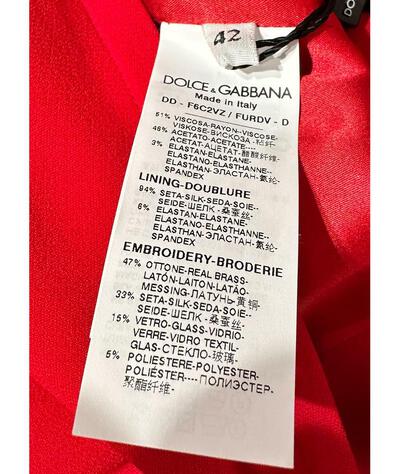 42
DO
DOLCE & GABBANA
Made in Italy
DD - F6C2VZ / FURDV - D
51% VISCOSA-RAYON--VISCOSE-
VISKOSE-ВИСКОЗА-粘纤-
46% ACETATO-ACETATE----
ACETAT-АЦЕТАТ-醋酯纤维-
3% ELASTAN-ELASTANE-
ELASTANO-ELASTHANNE--
ELASTHAN-ЭЛАСТАН-氨纶-
SPANDEX
LINING-DOUBLURE
94% SETA-SILK-SEDA-SOIE--
SEIDE-ШЕЛК -桑蚕丝-
6% ELASTAN-ELASTANE-
ELASTANO-ELASTHANNE--
ELASTHAN-ЭЛАСТАН-氨纶-
SPANDEX
EMBROIDERY-BRODERIE
47% OTTONE-REAL BRASS-
LATÓN-LAITON-LATÃO-
МЕССИНГ-ЛАТУНЬ-黄铜-
33% SETA-SILK-SEDA-SOIE--
SEIDE-ШЕЛК -桑蚕丝-
15% VETRO-GLASS-VIDRIO-
VERRE-VIDRO TEXTIL-
GLAS-СТЕКЛО-玻璃-
5% POLIESTERE-POLYESTER-
POLIÉSTER----ПОЛИЭСТЕР-
聚酯纤维-